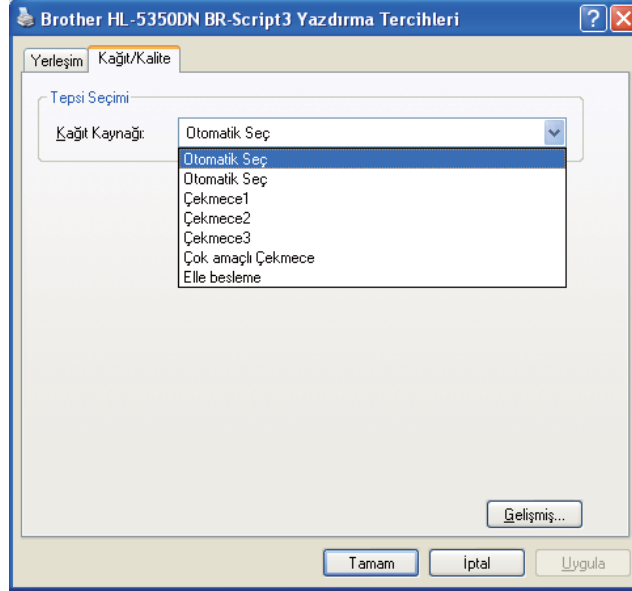 Brother HL-5350DN BR-Script3 Yazdırma Tercihleri
Yerleşim Kağıt/Kalite
Tepsi Seçimi
Kağıt Kaynağı: Otomatik Seç
Otomatik Seç
Otomatik Seç
Çekmece1
Çekmece2
Çekmece3
Çok amaçlı Çekmece
Elle besleme
Gelişmiş...
Tamam İptal Uygula